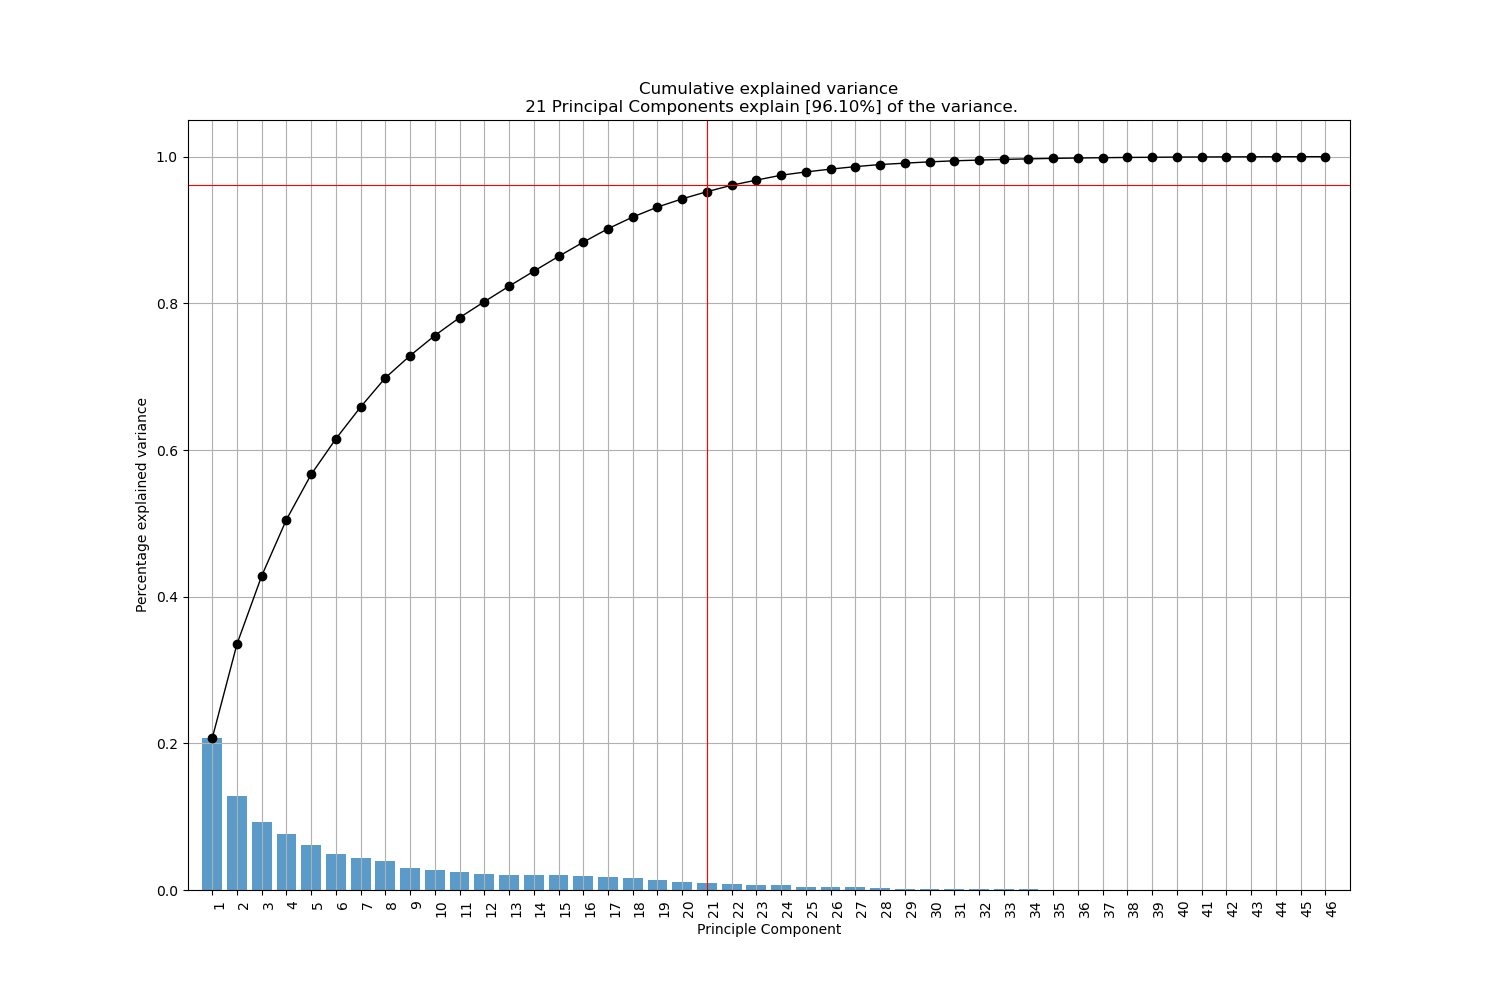 Cumulative explained variance
21 Principal Components explain [96.10%] of the variance.
1.0
0.8
0.6
0.4
0.2
0.0
Percentage explained variance
1 2 3 4 5 6 7 8 9 10 11 12 13 14 15 16 17 18 19 20 21 22 23 24 25 26 27 28 29 30 31 32 33 34 35 36 37 38 39 40 41 42 43 44 45 46
Principle Component